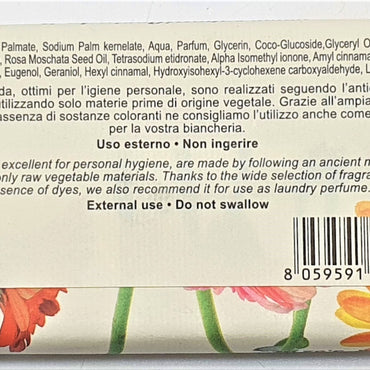 Palmate, Sodium Palm kernelate, Aqua, Parfum, Glycerin, Coco-Glucoside, Glyceryl O
, Rosa Moschata Seed Oil, Tetrasodium etidronate, Alpha Isomethyl ionone, Amyl cinnama
, Eugenol, Geraniol, Hexyl cinnamal, Hydroxyisohexyl-3-cyclohexene carboxyaldehyde, L
da, ottimi per l'igiene personale, sono realizzati seguendo l'anti
utilizzando solo materie prime di origine vegetale. Grazie all'ampia
assenza di sostanze coloranti ne consigliamo l'utilizzo anche come
per la vostra biancheria.
Uso esterno • Non ingerire
excellent for personal hygiene, are made by following an ancient m
only raw vegetable materials. Thanks to the wide selection of fragra
sence of dyes, we also recommend it for use as laundry perfume.
External use • Do not swallow
8 059591